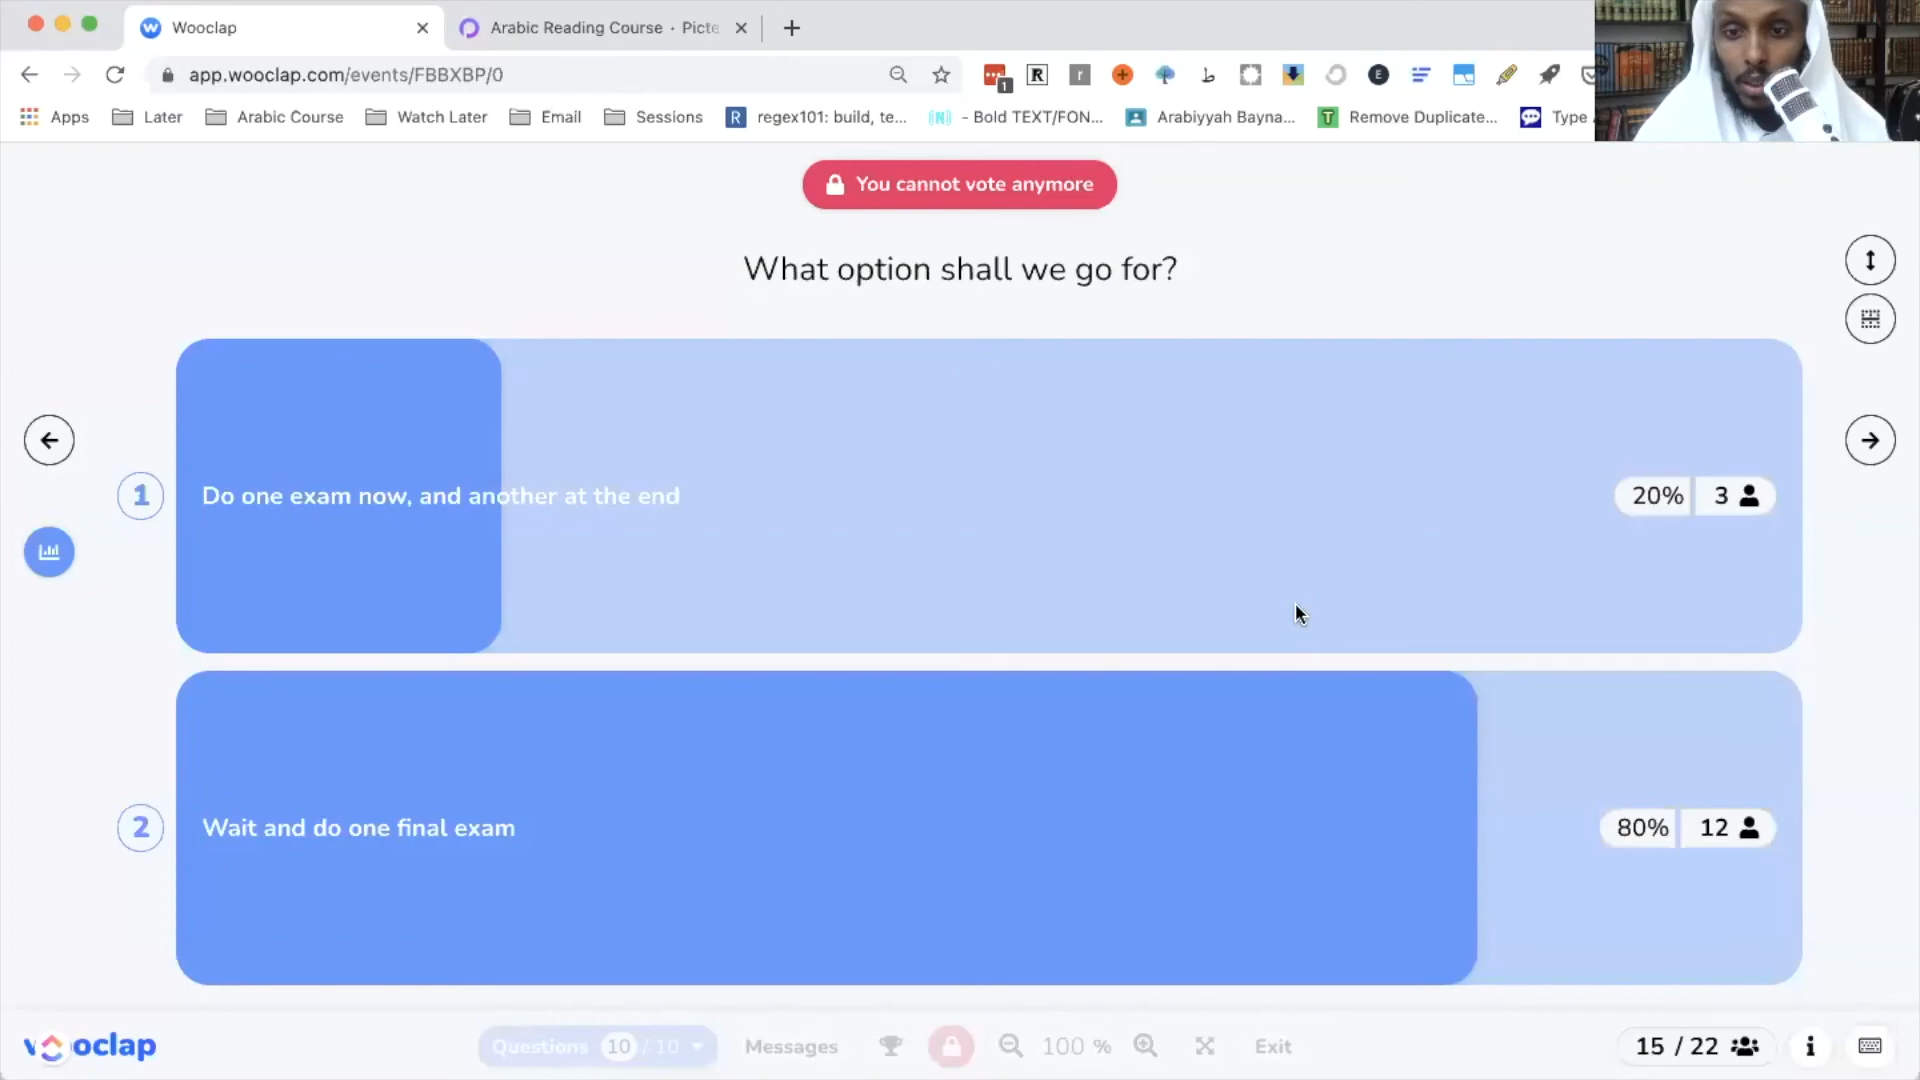 Wooclap
Arabic Reading Course · Picte
app.wooclap.com/events/FBBXBP/0
1
R
r
ط
E
Apps
Later
Arabic Course
Watch Later
Email
Sessions
R regex101: build, te...
[N] - Bold TEXT/FON...
Arabiyyah Bayna...
T Remove Duplicate...
Type
You cannot vote anymore
What option shall we go for?
1 Do one exam now, and another at the end 20% 3
2 Wait and do one final exam 80% 12
wooclap
Questions 10 / 10
Messages
100 %
Exit
15 / 22
i